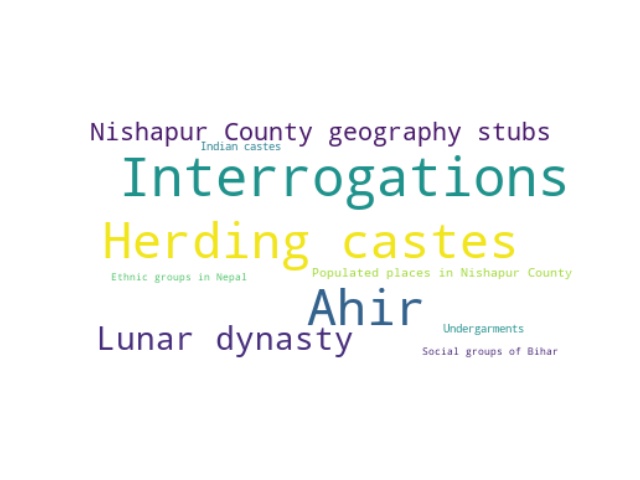 Nishapur County geography stubs
Indian castes
Interrogations
Herding castes
Populated places in Nishapur County
Ethnic groups in Nepal
Ahir
Undergarments
Lunar dynasty
Social groups of Bihar